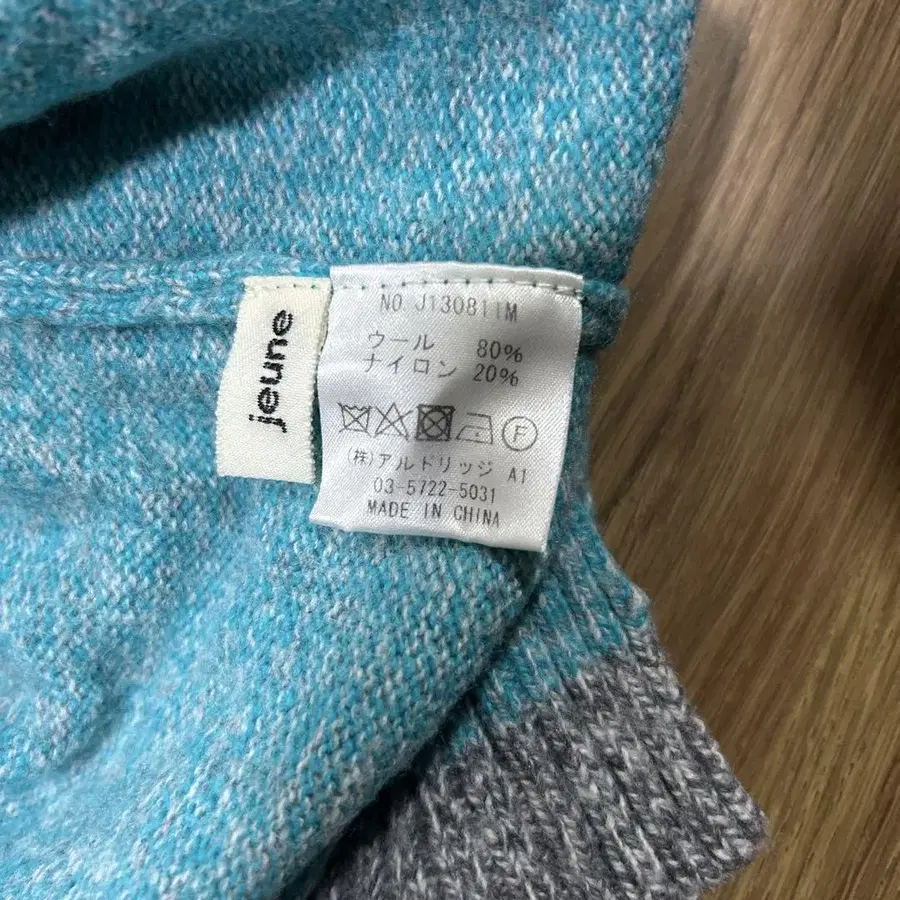 jeune
NO J130811M
ウール 80%
ナイロン 20%
F
(株)アルドリッジ A1
03-5722-5031
MADE IN CHINA